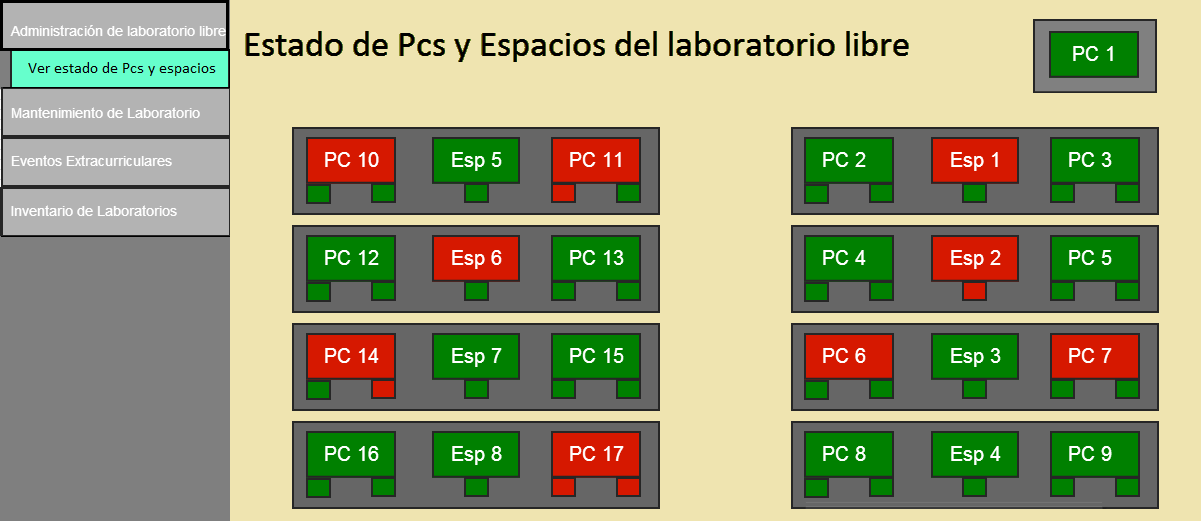 Administración de laboratorio libre
Ver estado de Pcs y espacios
Mantenimiento de Laboratorio
Eventos Extracurriculares
Inventario de Laboratorios
Estado de Pcs y Espacios del laboratorio libre
PC 1
PC 10 Esp 5 PC 11
PC 12 Esp 6 PC 13
PC 14 Esp 7 PC 15
PC 16 Esp 8 PC 17
PC 2 Esp 1 PC 3
PC 4 Esp 2 PC 5
PC 6 Esp 3 PC 7
PC 8 Esp 4 PC 9